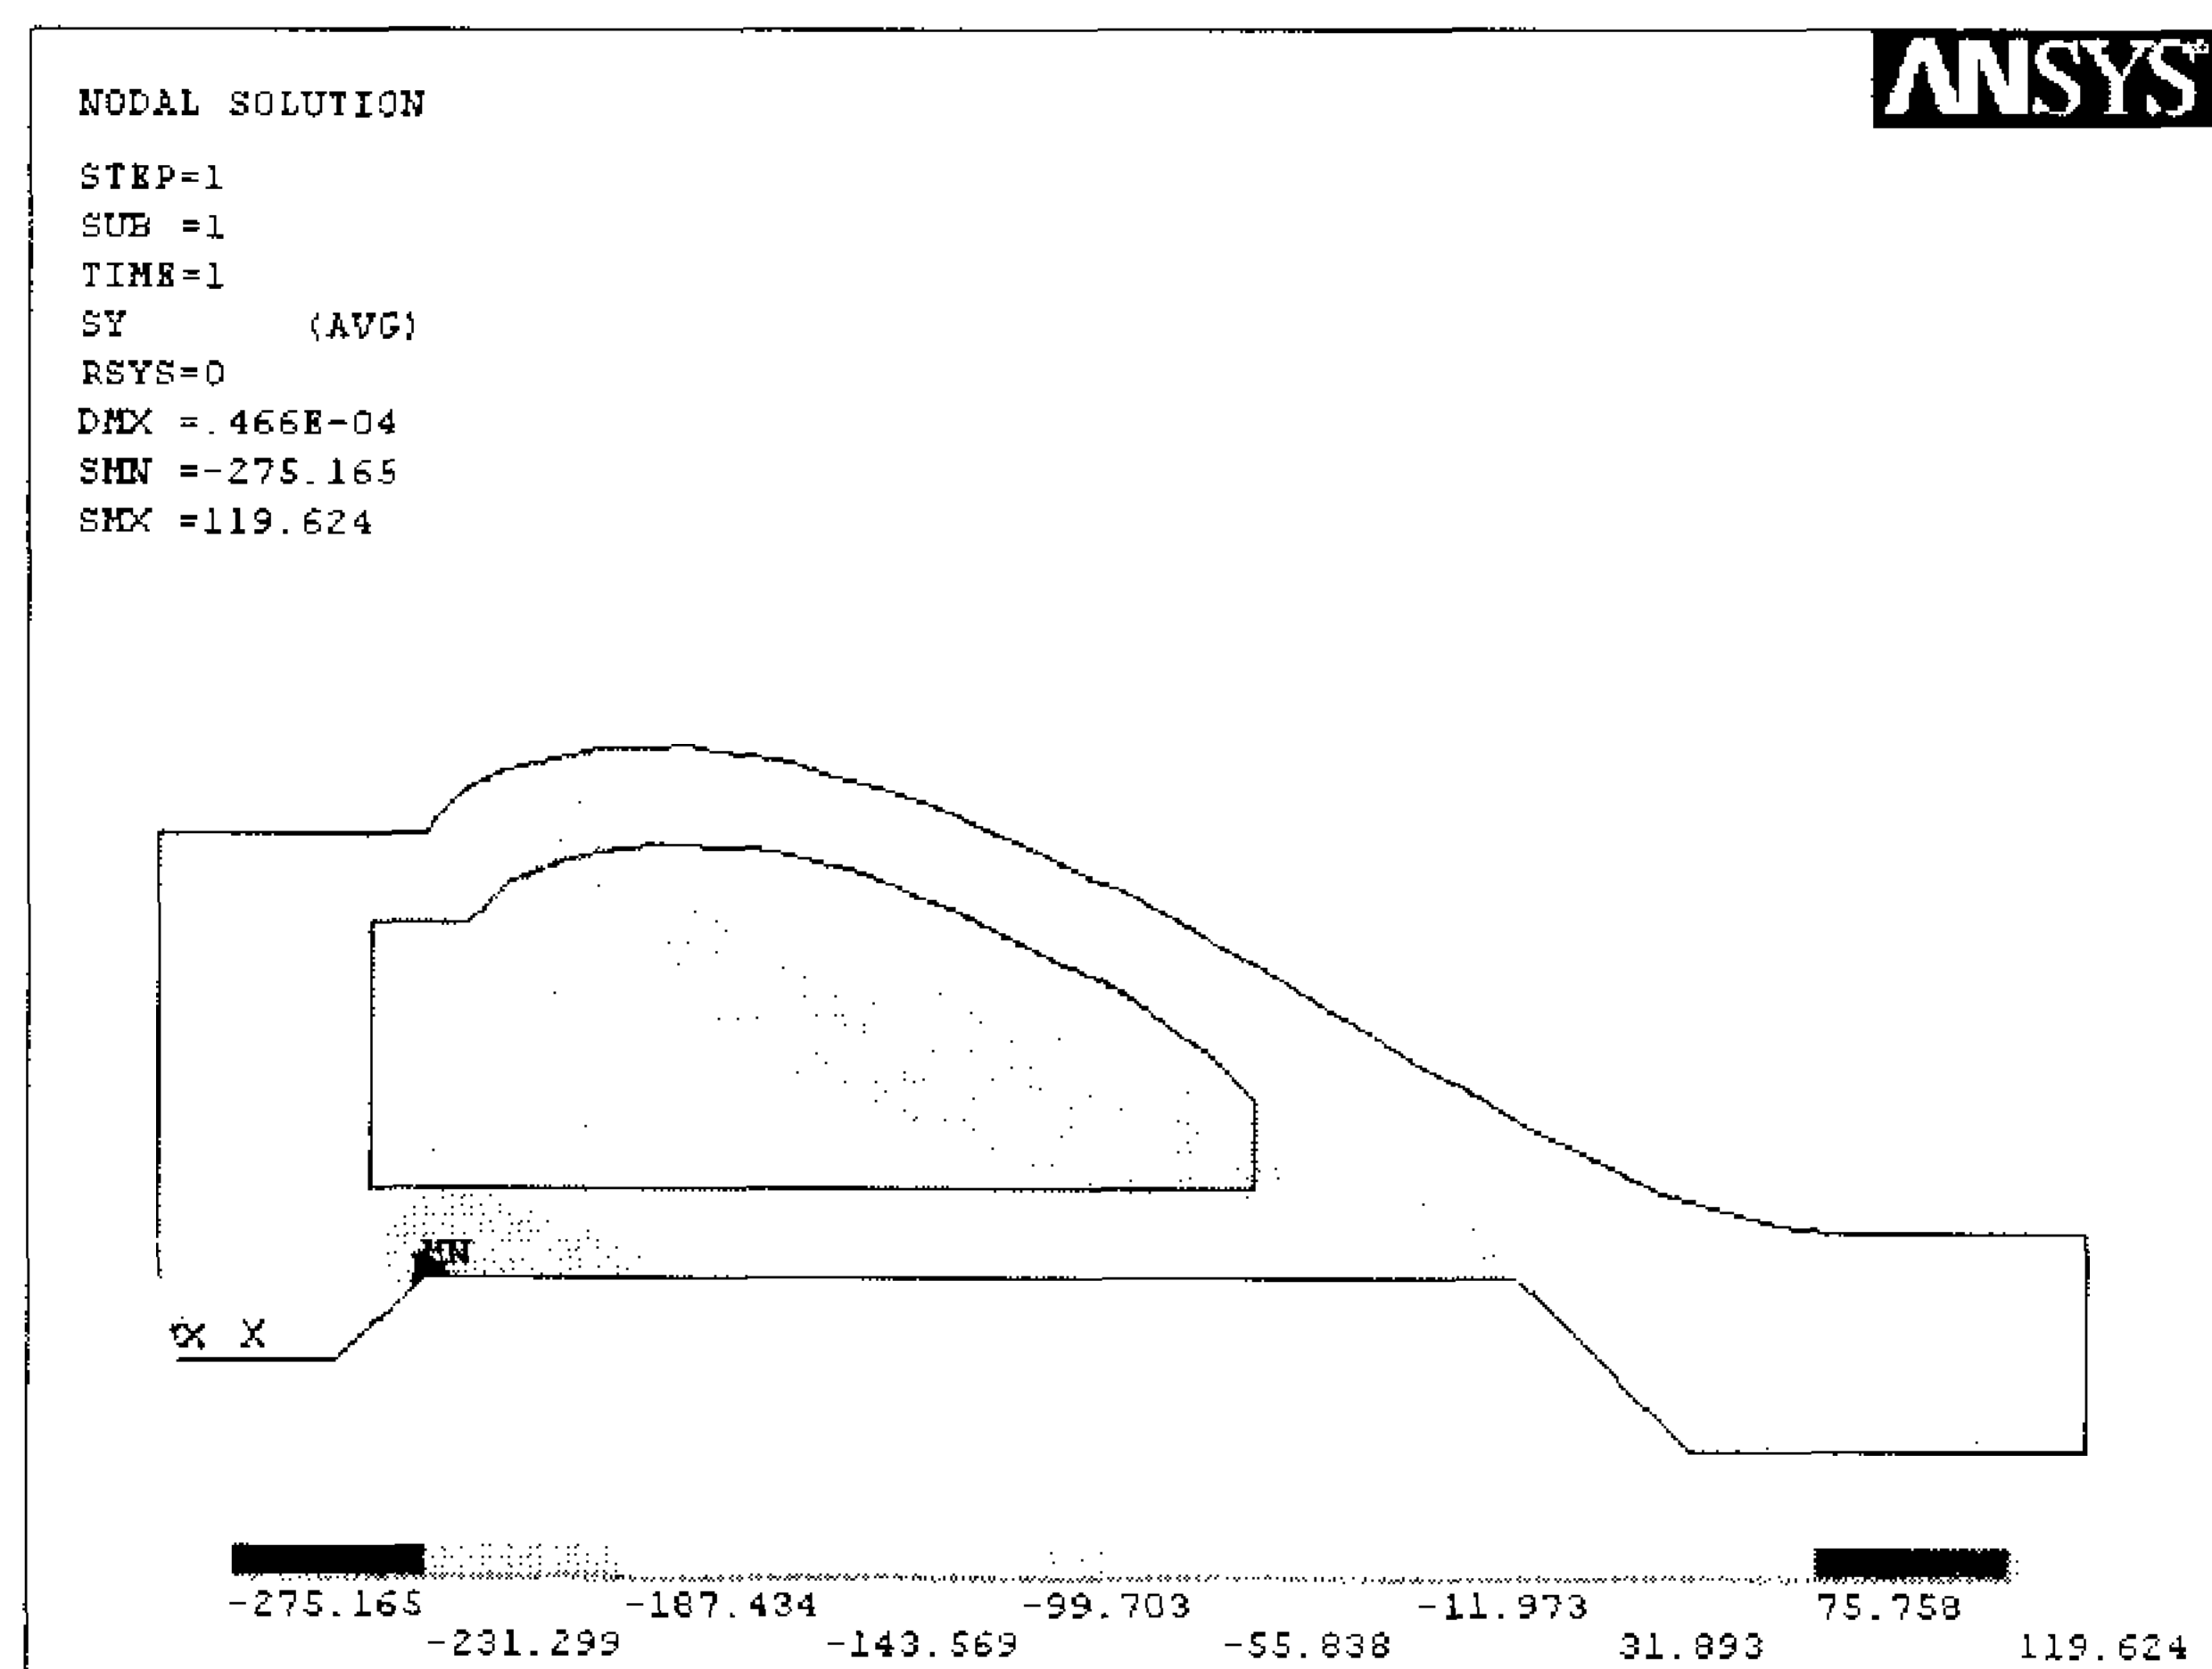 ANSYS
NODAL SOLUTION
STEP=1
SUB =1
TIME=1
SY (AVG)
RSYS=0
DMX =.466E-04
SMN =-275.165
SMX =119.624
MN
X
-275.165 -187.434 -99.703 -11.973 75.758
-231.299 -143.569 -55.838 31.893 119.624